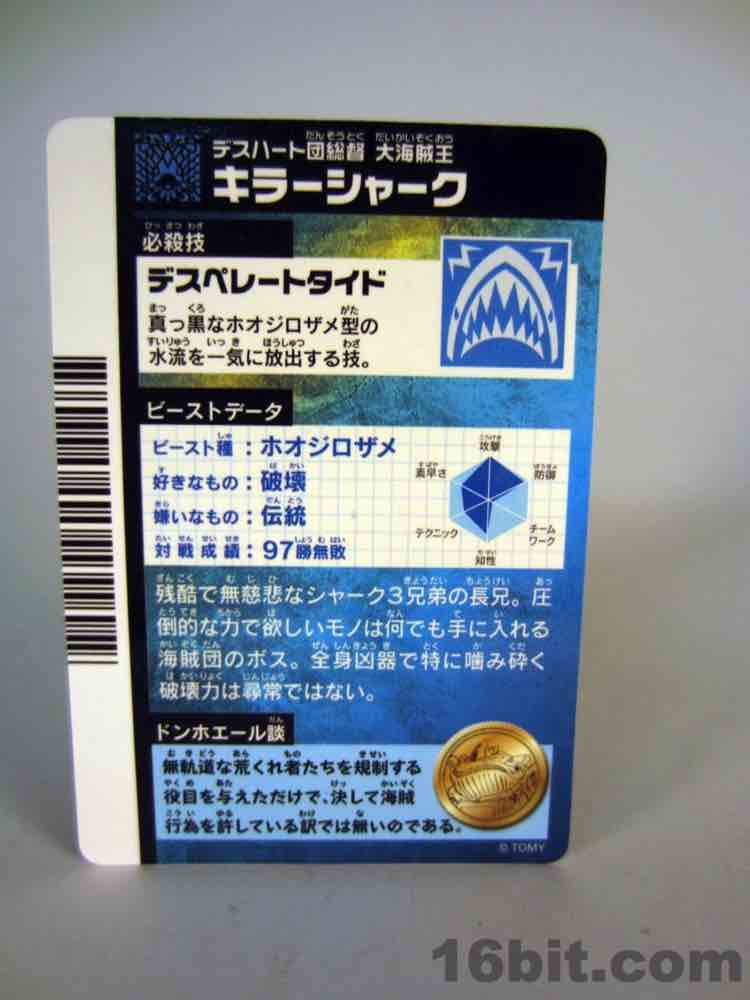 デスハート団総督 大海賊王
キラーシャーク
必殺技
デスペレートタイド
真っ黒なホオジロザメ型の
水流を一気に放出する技。
ビーストデータ
ビースト種：ホオジロザメ
好きなもの：破壊
嫌いなもの：伝統
対戦成績：97勝無敗
攻撃
素早さ
防御
テクニック
チーム
ワーク
知性
残酷で無慈悲なシャーク3兄弟の長兄。圧
倒的な力で欲しいモノは何でも手に入れる
海賊団のボス。全身凶器で特に噛み砕く
破壊力は尋常ではない。
ドンホエール談
無軌道な荒くれ者たちを規制する
役目を与えただけで、決して海賊
行為を許している訳では無いのである。
© TOMY
16bit.com